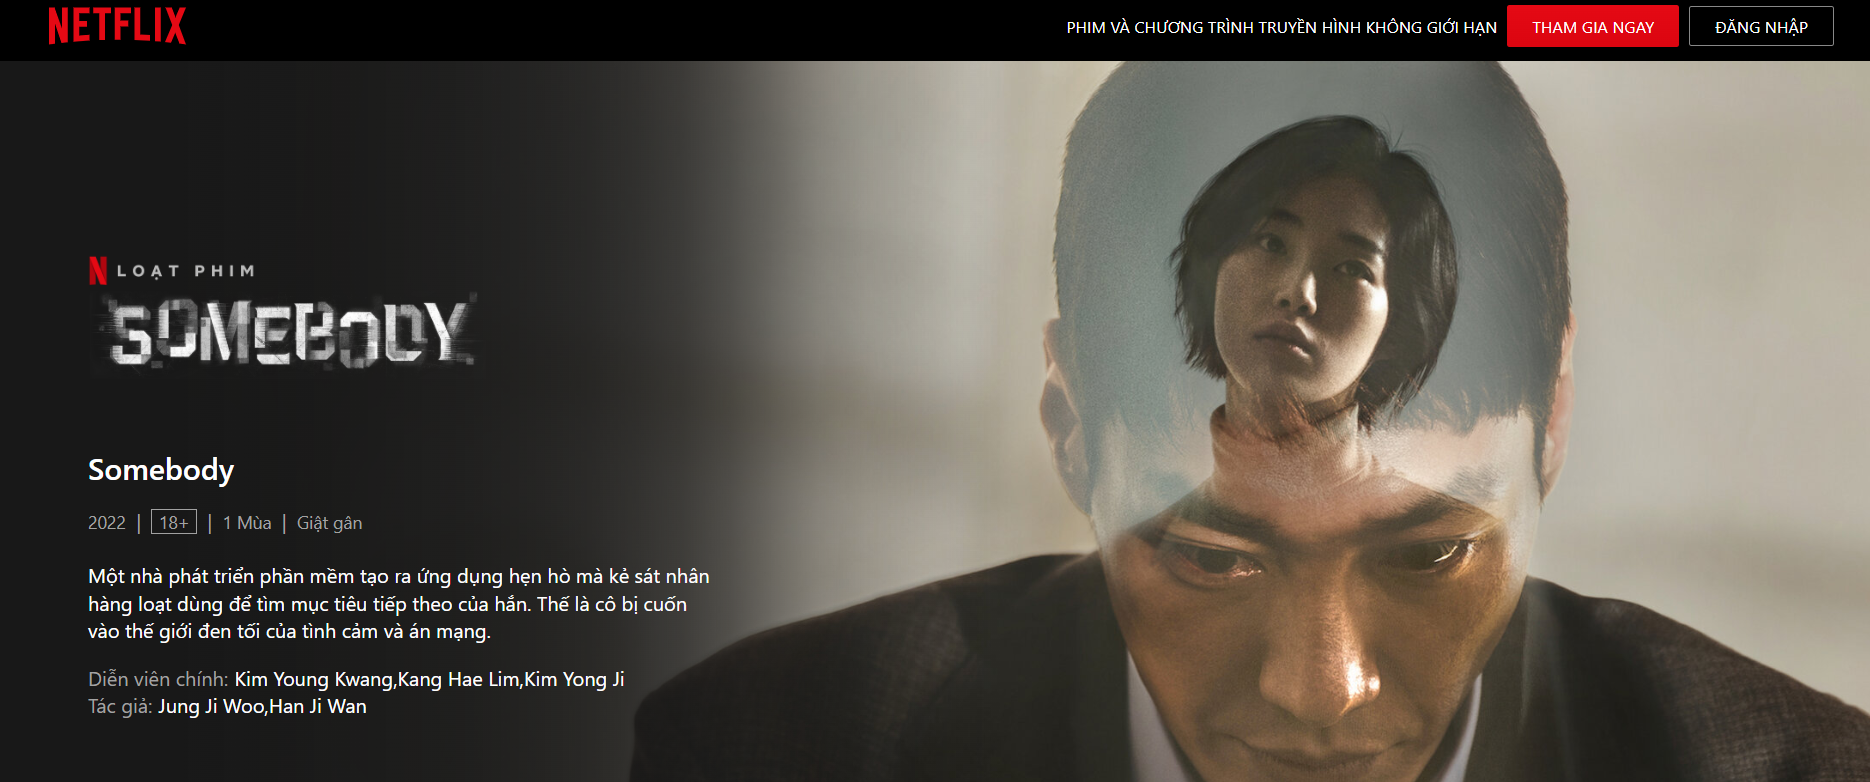 NETFLIX
PHIM VÀ CHƯƠNG TRÌNH TRUYỀN HÌNH KHÔNG GIỚI HẠN
THAM GIA NGAY
ĐĂNG NHẬP
N LOẠT PHIM
SOMEBODY
Somebody
2022 | 18+ | 1 Mùa | Giật gân
Một nhà phát triển phần mềm tạo ra ứng dụng hẹn hò mà kẻ sát nhân
hàng loạt dùng để tìm mục tiêu tiếp theo của hắn. Thế là cô bị cuốn
vào thế giới đen tối của tình cảm và án mạng.
Diễn viên chính: Kim Young Kwang,Kang Hae Lim,Kim Yong Ji
Tác giả: Jung Ji Woo,Han Ji Wan